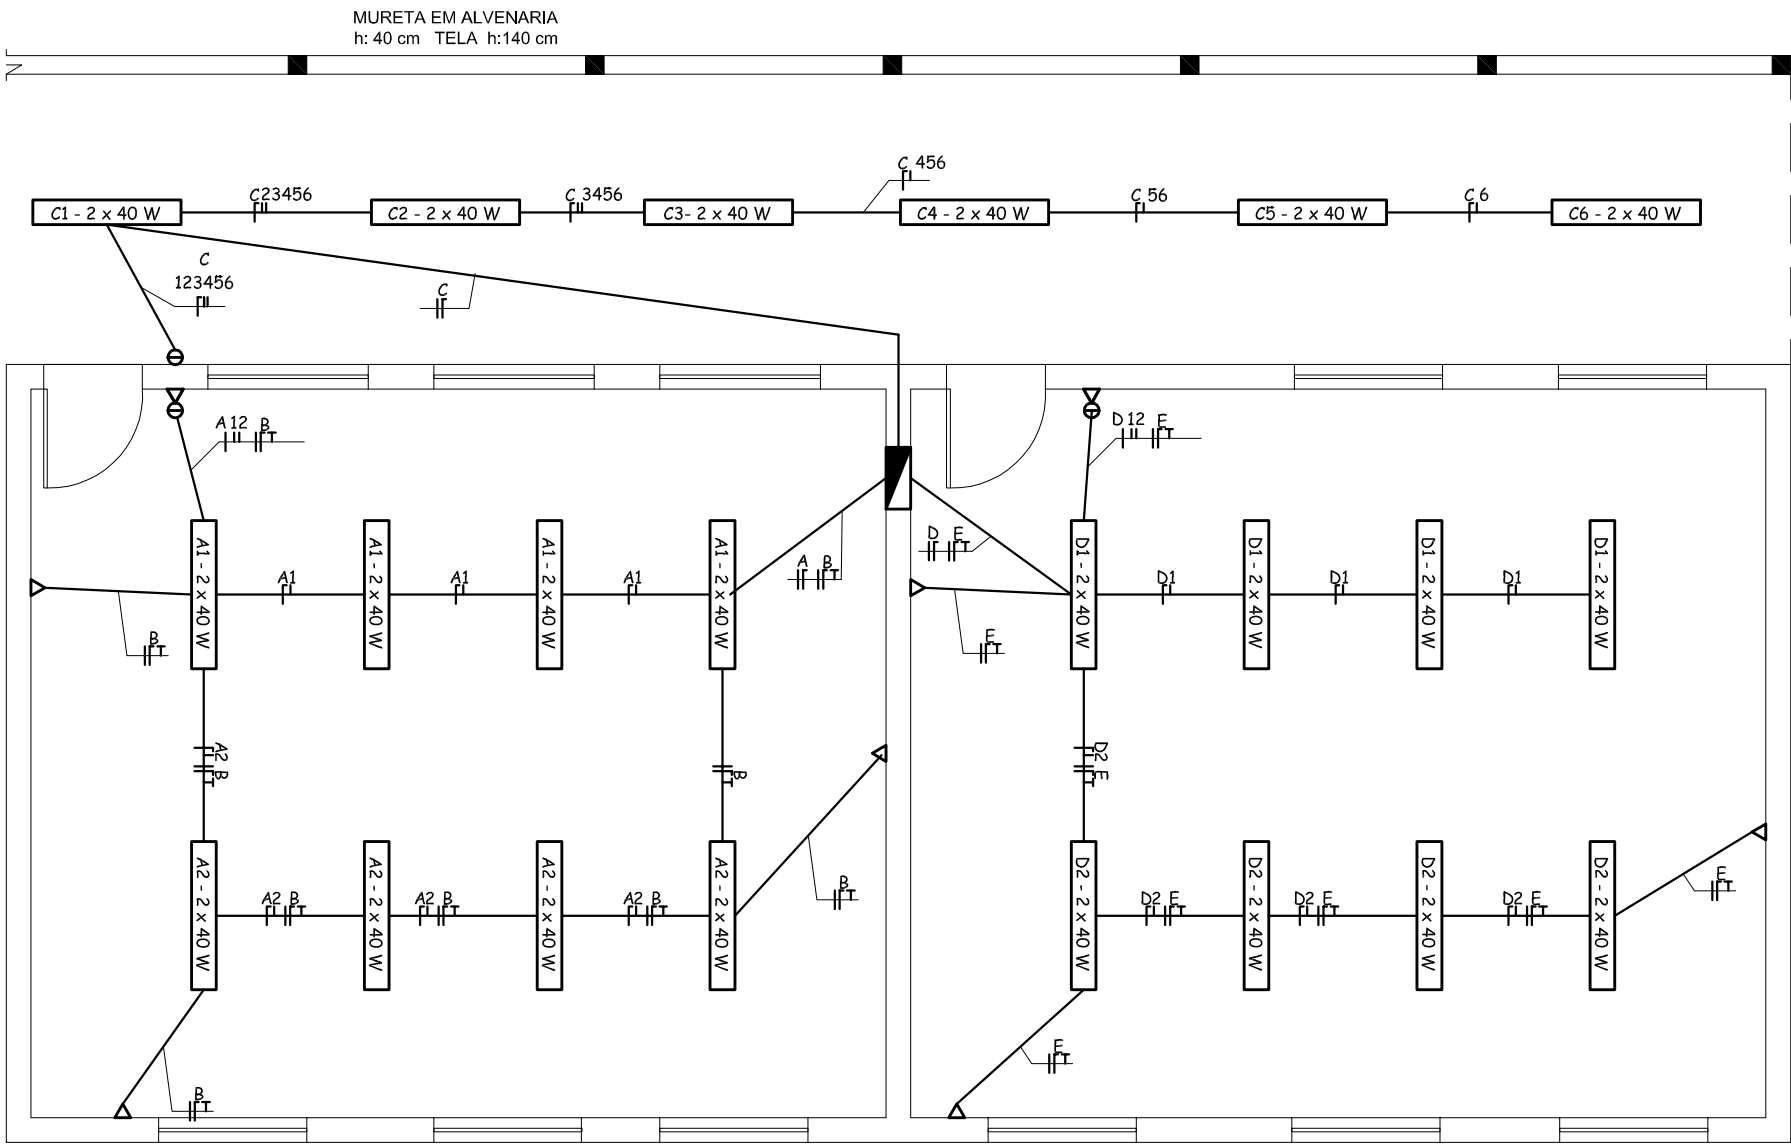 MURETA EM ALVENARIA
h: 40 cm TELA h:140 cm
C 456
C23456
C 3456
C 56
C 6
C1 - 2 x 40 W
C2 - 2 x 40 W
C3- 2 x 40 W
C4 - 2 x 40 W
C5 - 2 x 40 W
C6 - 2 x 40 W
C
123456
C
A 12 B
D 12 E
A1 - 2 x 40 W
A1 - 2 x 40 W
A1 - 2 x 40 W
A1 - 2 x 40 W
D1 - 2 x 40 W
D1 - 2 x 40 W
D1 - 2 x 40 W
D1 - 2 x 40 W
A B
D E
A1
A1
A1
D1
D1
D1
B
E
A2 B
B
D2 E
A2 - 2 x 40 W
A2 - 2 x 40 W
A2 - 2 x 40 W
A2 - 2 x 40 W
D2 - 2 x 40 W
D2 - 2 x 40 W
D2 - 2 x 40 W
D2 - 2 x 40 W
B
E
A2 B
A2 B
A2 B
D2 E
D2 E
D2 E
E
B